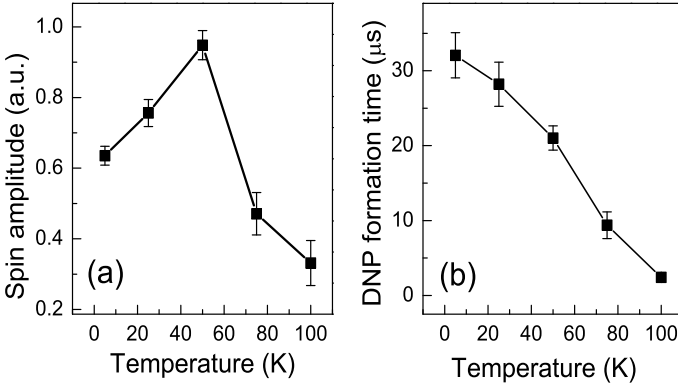 Spin amplitude (a.u.)
1.0
0.8
0.6
0.4
0.2
(a)
0 20 40 60 80 100
Temperature (K)
DNP formation time (μs)
30
20
10
0
(b)
0 20 40 60 80 100
Temperature (K)